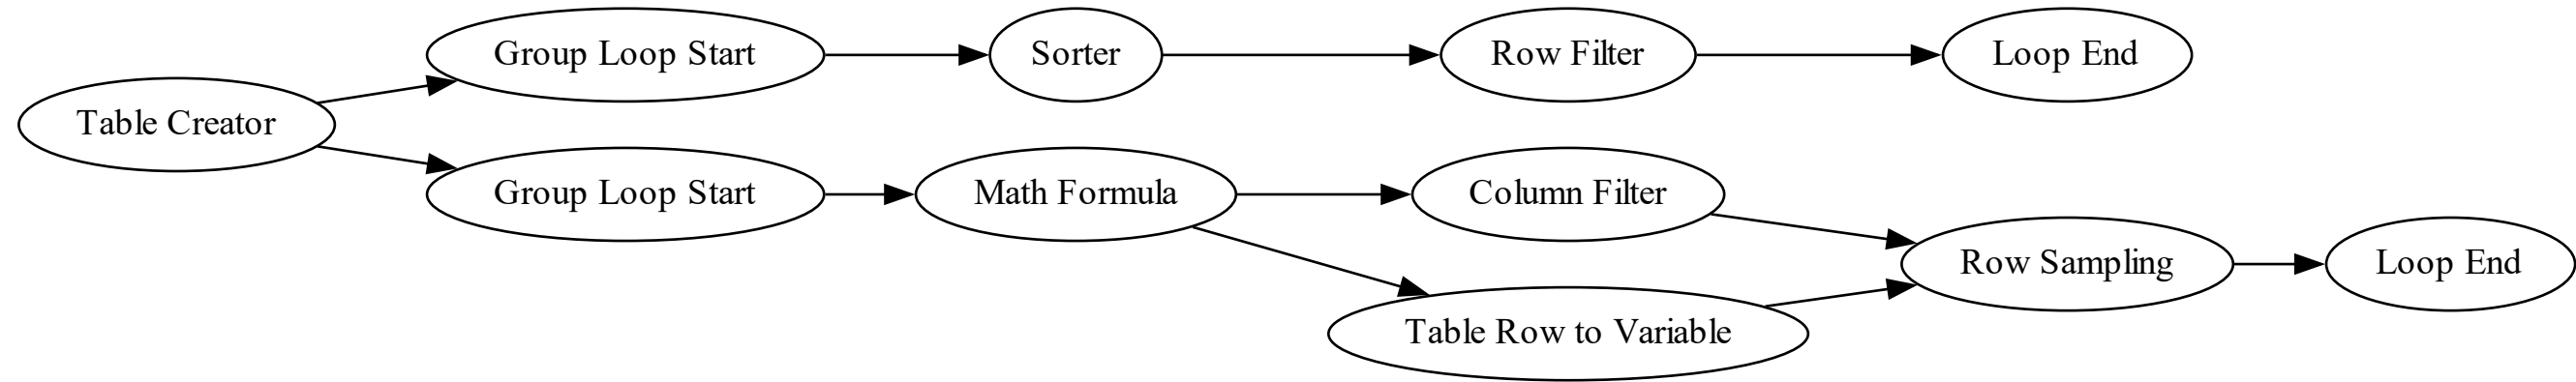 Table Creator
Group Loop Start
Sorter
Row Filter
Loop End
Group Loop Start
Math Formula
Column Filter
Table Row to Variable
Row Sampling
Loop End